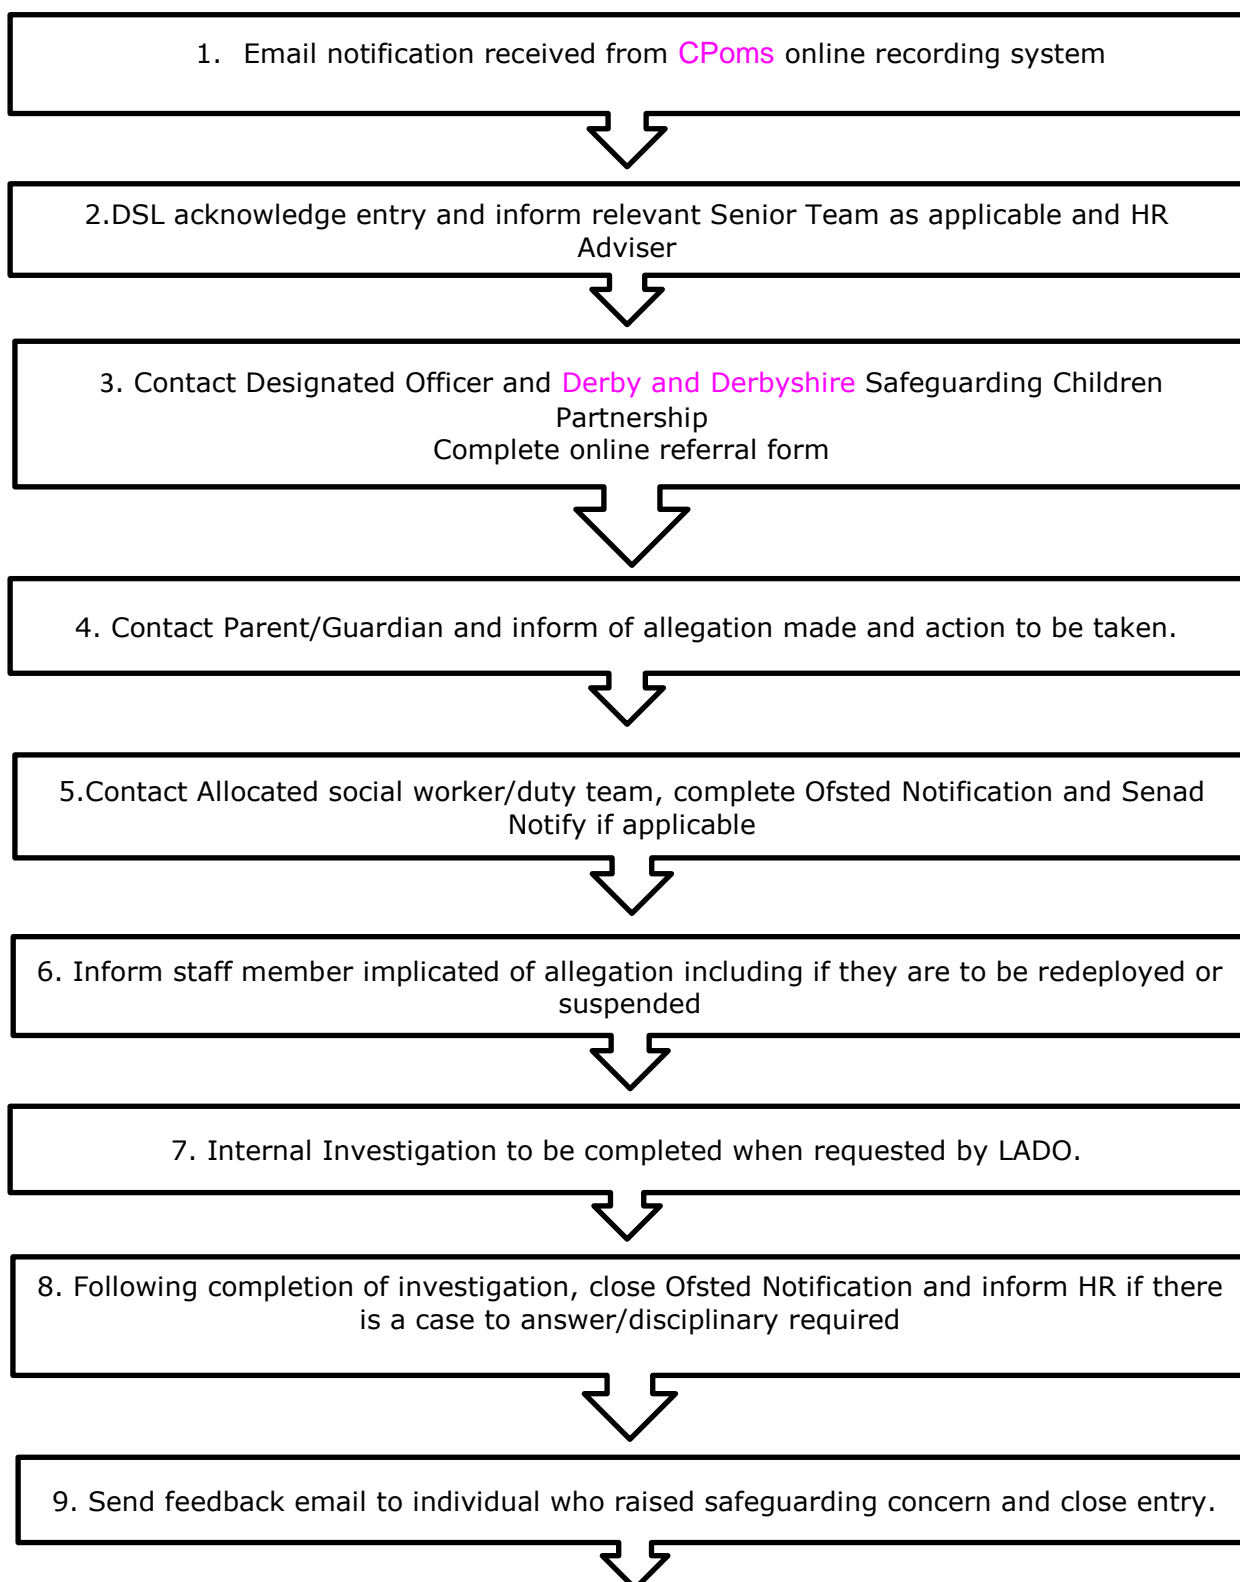 1. Email notification received from CPoms online recording system
2.DSL acknowledge entry and inform relevant Senior Team as applicable and HR
Adviser
3. Contact Designated Officer and Derby and Derbyshire Safeguarding Children
Partnership
Complete online referral form
4. Contact Parent/Guardian and inform of allegation made and action to be taken.
5.Contact Allocated social worker/duty team, complete Ofsted Notification and Senad
Notify if applicable
6. Inform staff member implicated of allegation including if they are to be redeployed or
suspended
7. Internal Investigation to be completed when requested by LADO.
8. Following completion of investigation, close Ofsted Notification and inform HR if there
is a case to answer/disciplinary required
9. Send feedback email to individual who raised safeguarding concern and close entry.